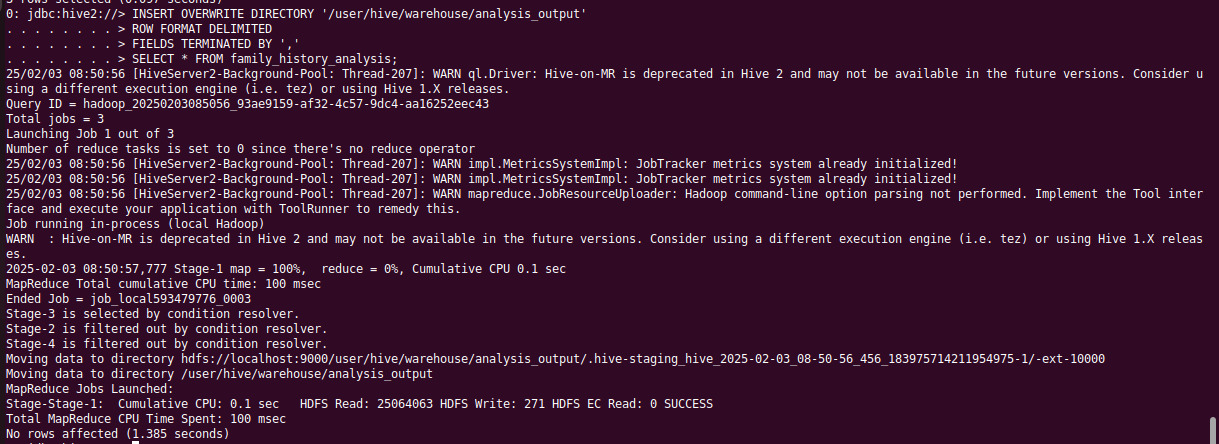 0: jdbc:hive2://> INSERT OVERWRITE DIRECTORY '/user/hive/warehouse/analysis_output'
. . . . . . . . > ROW FORMAT DELIMITED
. . . . . . . . > FIELDS TERMINATED BY ','
. . . . . . . . > SELECT * FROM family_history_analysis;
25/02/03 08:50:56 [HiveServer2-Background-Pool: Thread-207]: WARN ql.Driver: Hive-on-MR is deprecated in Hive 2 and may not be available in the future versions. Consider u
sing a different execution engine (i.e. tez) or using Hive 1.X releases.
Query ID = hadoop_20250203085056_93ae9159-af32-4c57-9dc4-aa16252eec43
Total jobs = 3
Launching Job 1 out of 3
Number of reduce tasks is set to 0 since there's no reduce operator
25/02/03 08:50:56 [HiveServer2-Background-Pool: Thread-207]: WARN impl.MetricsSystemImpl: JobTracker metrics system already initialized!
25/02/03 08:50:56 [HiveServer2-Background-Pool: Thread-207]: WARN impl.MetricsSystemImpl: JobTracker metrics system already initialized!
25/02/03 08:50:56 [HiveServer2-Background-Pool: Thread-207]: WARN mapreduce.JobResourceUploader: Hadoop command-line option parsing not performed. Implement the Tool inter
face and execute your application with ToolRunner to remedy this.
Job running in-process (local Hadoop)
WARN  : Hive-on-MR is deprecated in Hive 2 and may not be available in the future versions. Consider using a different execution engine (i.e. tez) or using Hive 1.X releas
es.
2025-02-03 08:50:57,777 Stage-1 map = 100%,  reduce = 0%, Cumulative CPU 0.1 sec
MapReduce Total cumulative CPU time: 100 msec
Ended Job = job_local593479776_0003
Stage-3 is selected by condition resolver.
Stage-2 is filtered out by condition resolver.
Stage-4 is filtered out by condition resolver.
Moving data to directory hdfs://localhost:9000/user/hive/warehouse/analysis_output/.hive-staging_hive_2025-02-03_08-50-56_456_183975714211954975-1/-ext-10000
Moving data to directory /user/hive/warehouse/analysis_output
MapReduce Jobs Launched:
Stage-Stage-1:  Cumulative CPU: 0.1 sec   HDFS Read: 25064063 HDFS Write: 271 HDFS EC Read: 0 SUCCESS
Total MapReduce CPU Time Spent: 100 msec
No rows affected (1.385 seconds)